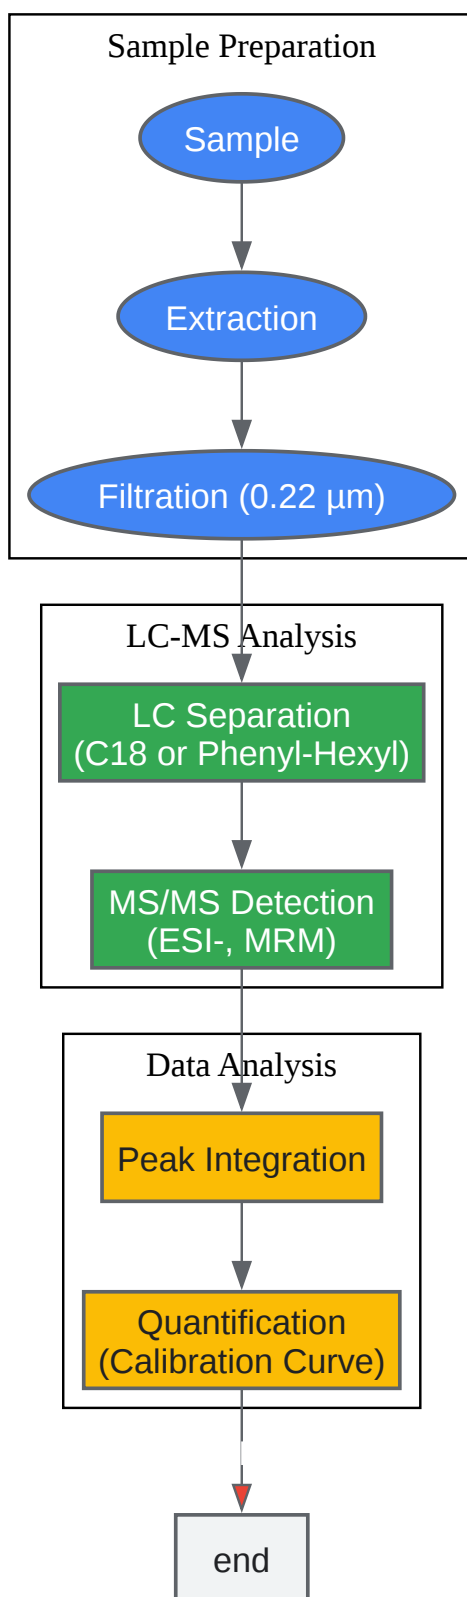 Sample Preparation
Sample
Extraction
Filtration (0.22 µm)
LC-MS Analysis
LC Separation
(C18 or Phenyl-Hexyl)
MS/MS Detection
(ESI-, MRM)
Data Analysis
Peak Integration
Quantification
(Calibration Curve)
end